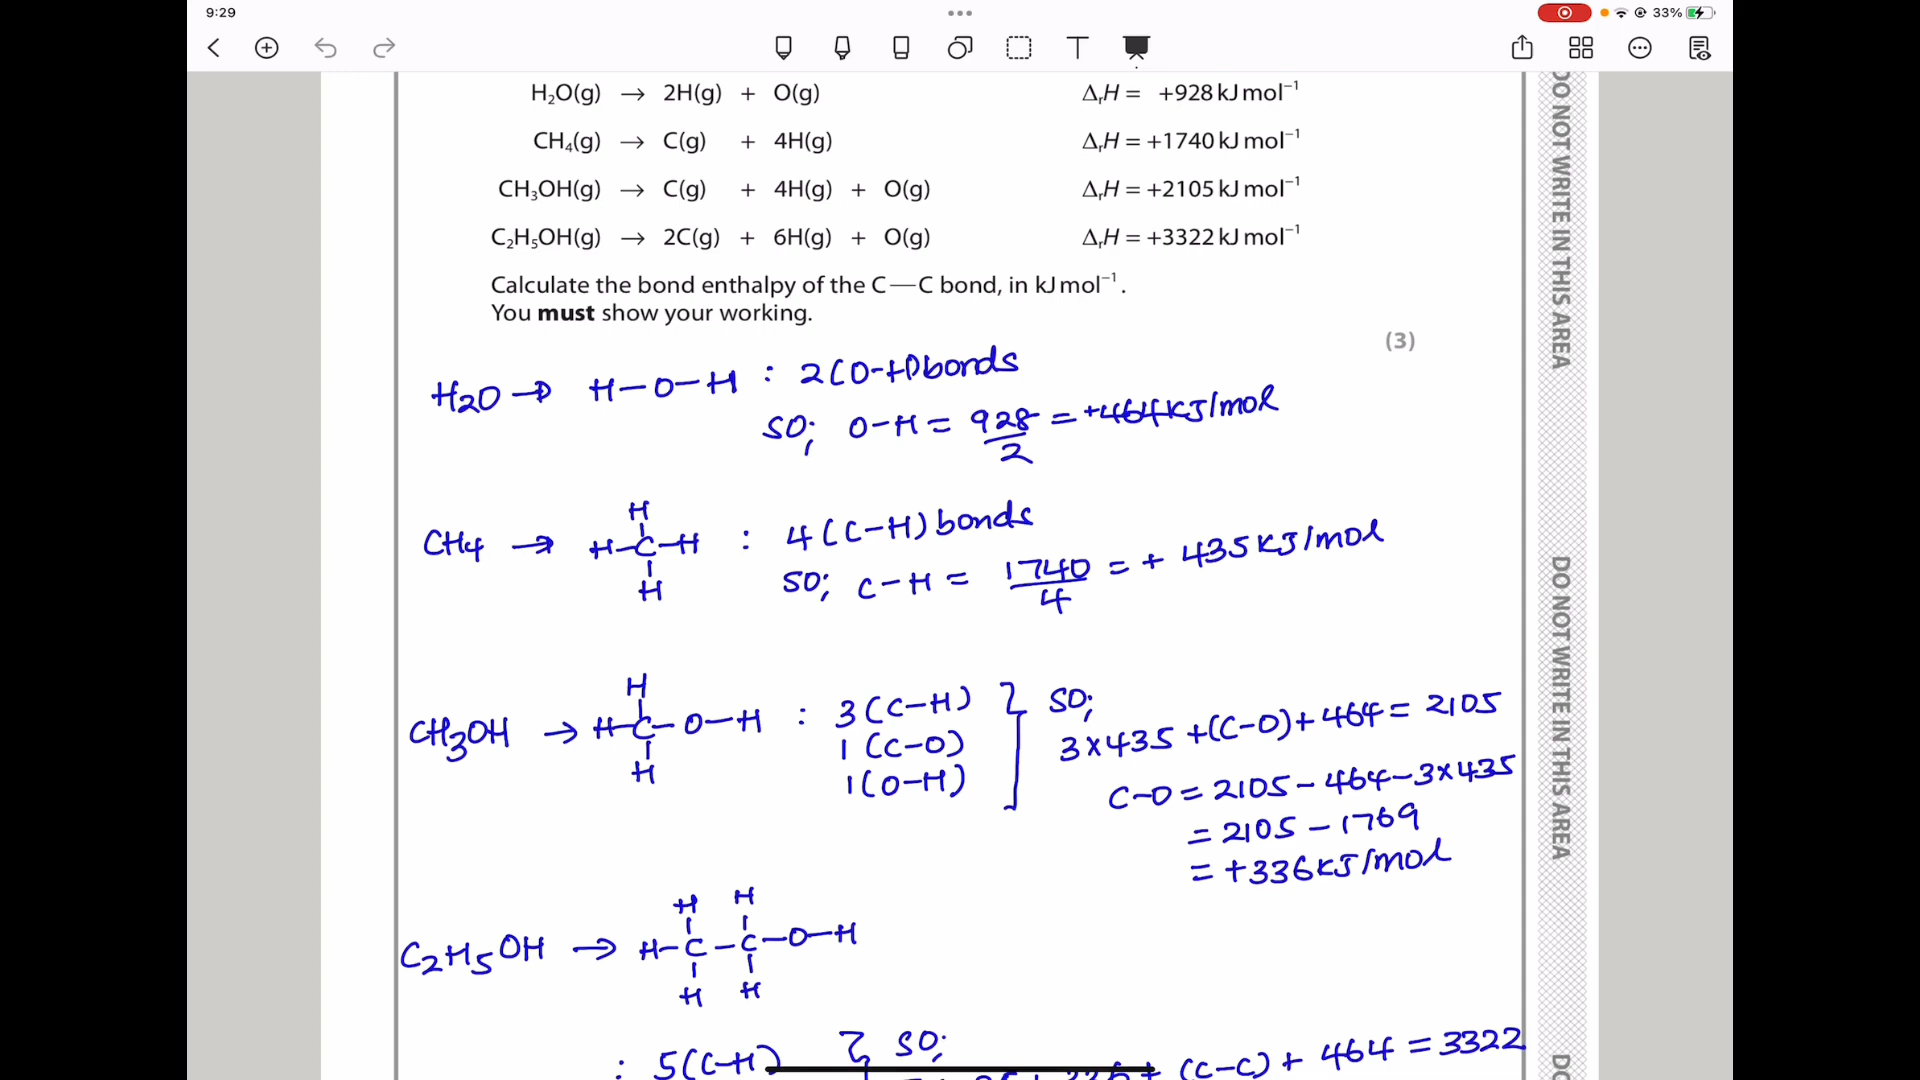 9:29
33%
H₂O(g) → 2H(g) + O(g) ΔᵣH = +928 kJ mol⁻¹
CH₄(g) → C(g) + 4H(g) ΔᵣH = +1740 kJ mol⁻¹
CH₃OH(g) → C(g) + 4H(g) + O(g) ΔᵣH = +2105 kJ mol⁻¹
C₂H₅OH(g) → 2C(g) + 6H(g) + O(g) ΔᵣH = +3322 kJ mol⁻¹
Calculate the bond enthalpy of the C—C bond, in kJ mol⁻¹.
You must show your working.
(3)
H2O → H-O-H : 2(O-H) bonds
SO; O-H = 928/2 = +464KJ/mol
H
CH4 → H-C-H : 4(C-H) bonds
H
SO; C-H = 1740/4 = + 435KJ/mol
H
CH3OH → H-C-O-H : 3(C-H)
H
1(C-O)
1(O-H)
SO;
3×435 +(C-O)+464 = 2105
C-O = 2105-464-3×435
= 2105-1769
= +336KJ/mol
H H
C2H5OH → H-C-C-O-H
H H
: 5(C-H) SO;
(C-C) + 464 = 3322
DO NOT WRITE IN THIS AREA
DO NOT WRITE IN THIS AREA
DO